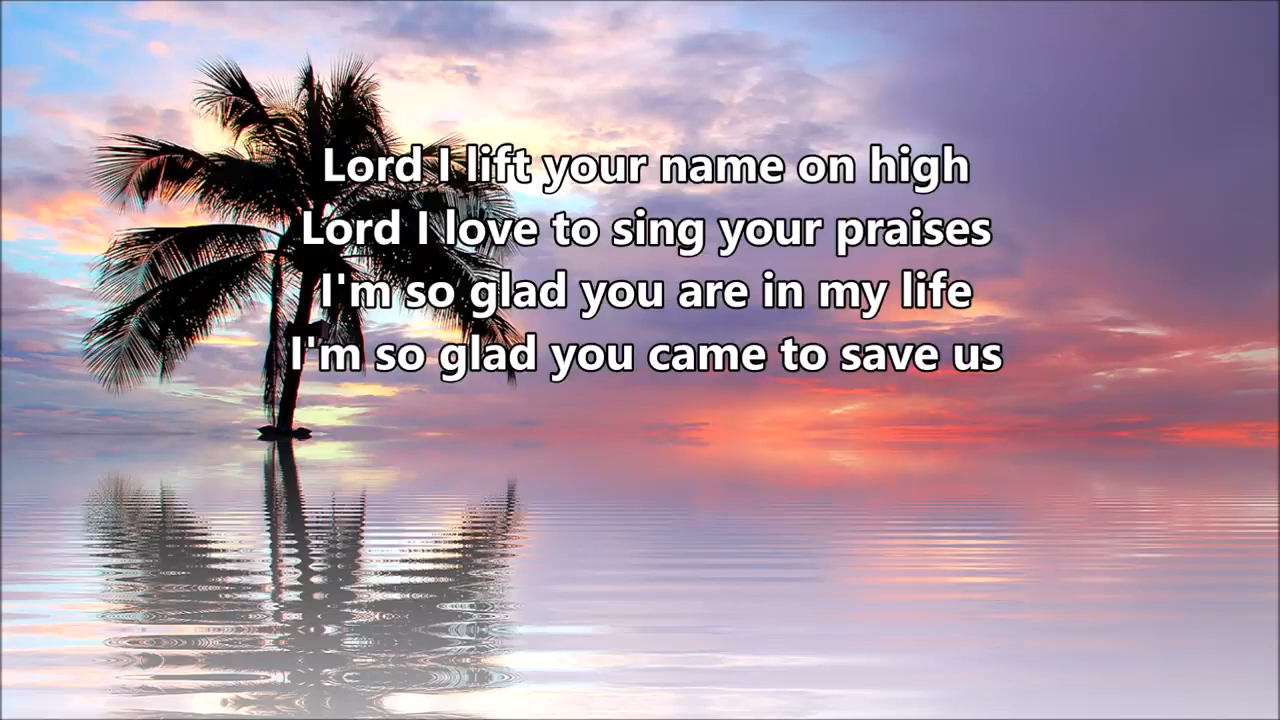 Lord I lift your name on high
Lord I love to sing your praises
I'm so glad you are in my life
I'm so glad you came to save us